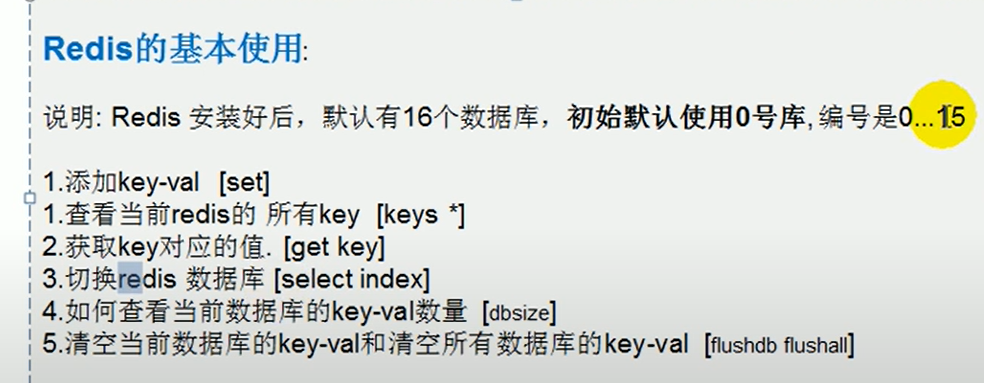 Redis的基本使用:
说明: Redis 安装好后，默认有16个数据库，初始默认使用0号库, 编号是0...15
1.添加key-val [set]
1.查看当前redis的 所有key [keys *]
2.获取key对应的值. [get key]
3.切换redis 数据库 [select index]
4.如何查看当前数据库的key-val数量 [dbsize]
5.清空当前数据库的key-val和清空所有数据库的key-val [flushdb flushall]